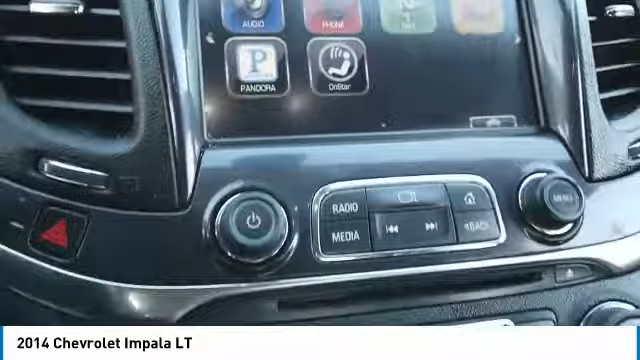 AUDIO
PHONE
P
PANDORA
OnStar
RADIO
MEDIA
BACK
MENU
2014 Chevrolet Impala LT